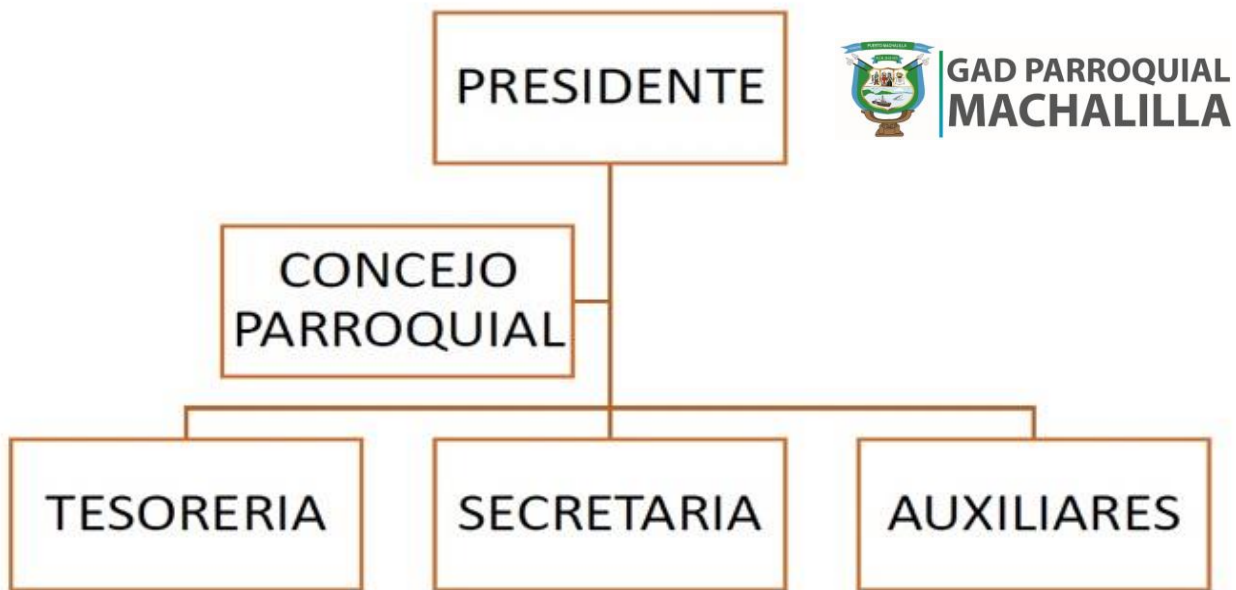 PRESIDENTE
GAD PARROQUIAL
MACHALILLA
CONCEJO
PARROQUIAL
TESORERIA
SECRETARIA
AUXILIARES